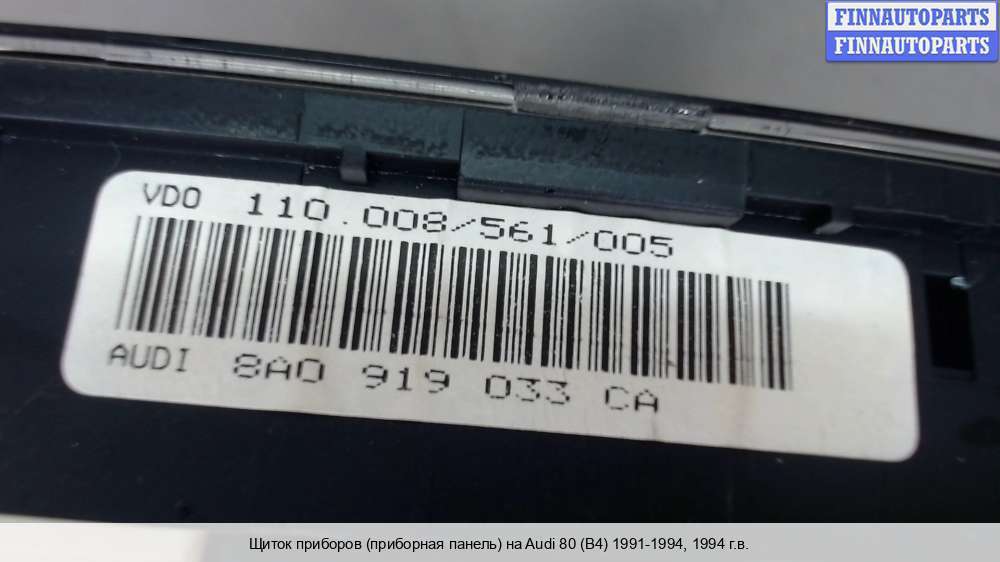 FINNAUTOPARTS
FINNAUTOPARTS
VDO 110.008/561/005
AUDI 8A0 919 033 CA
Щиток приборов (приборная панель) на Audi 80 (B4) 1991-1994, 1994 г.в.